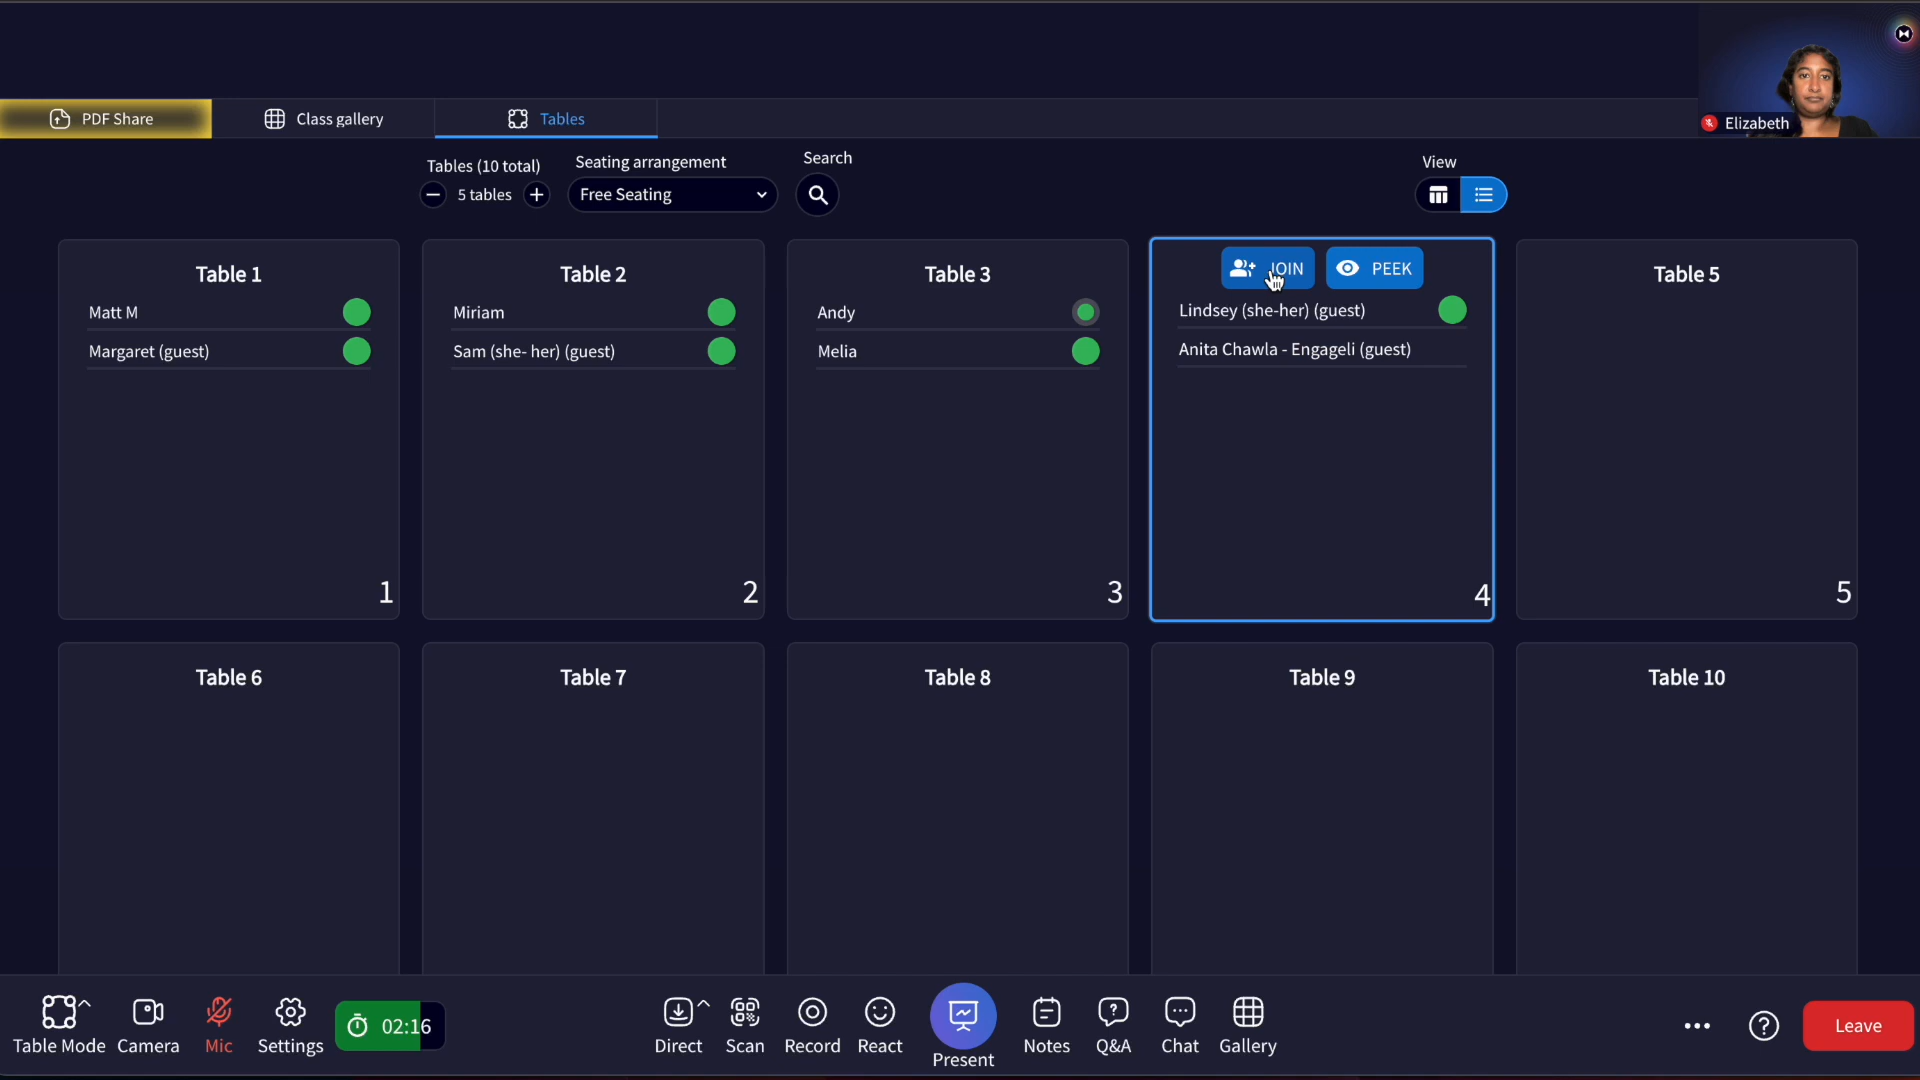 Elizabeth
PDF Share
Class gallery
Tables
Tables (10 total)
5 tables
Seating arrangement
Free Seating
Search
View
Table 1
Matt M
Margaret (guest)
1
Table 2
Miriam
Sam (she- her) (guest)
2
Table 3
Andy
Melia
3
JOIN
PEEK
Lindsey (she-her) (guest)
Anita Chawla - Engageli (guest)
4
Table 5
5
Table 6
Table 7
Table 8
Table 9
Table 10
Table Mode
Camera
Mic
Settings
02:16
Direct
Scan
Record
React
Present
Notes
Q&A
Chat
Gallery
Leave